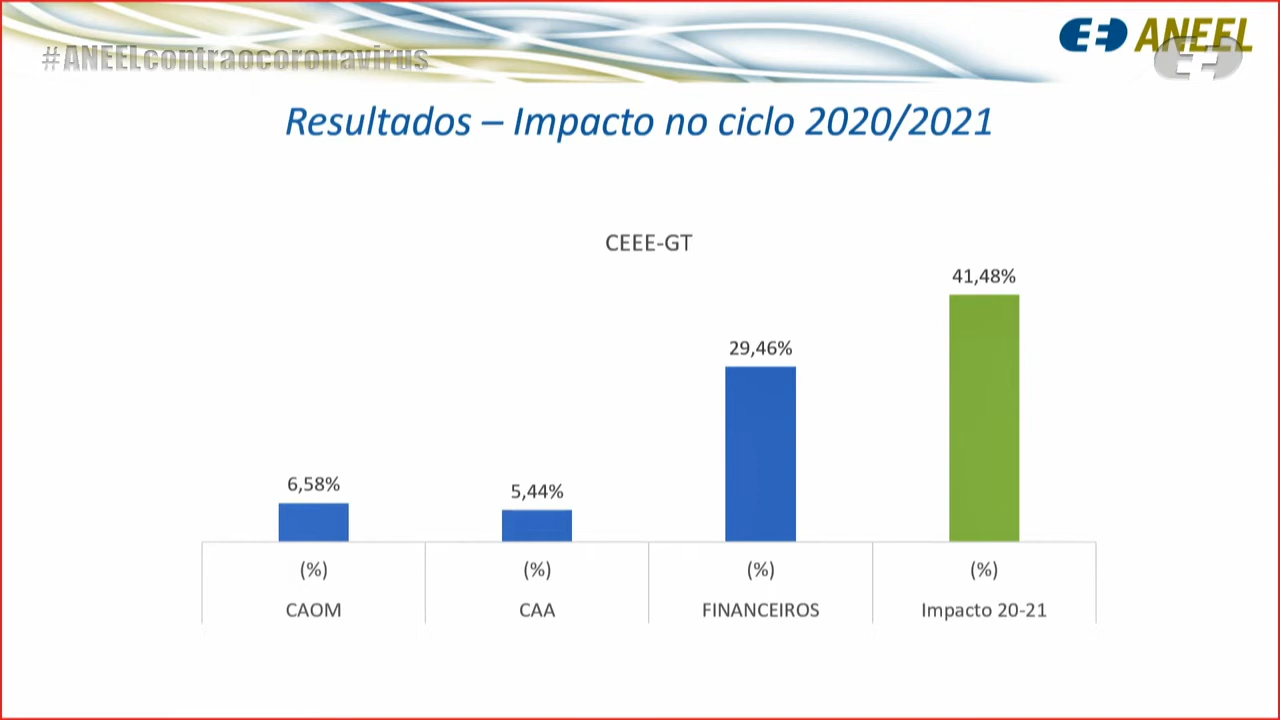 #ANEELcontraocoronavirus
ANEEL
Resultados – Impacto no ciclo 2020/2021
CEEE-GT
41,48%
29,46%
6,58%
5,44%
(%) (%) (%) (%)
CAOM CAA FINANCEIROS Impacto 20-21